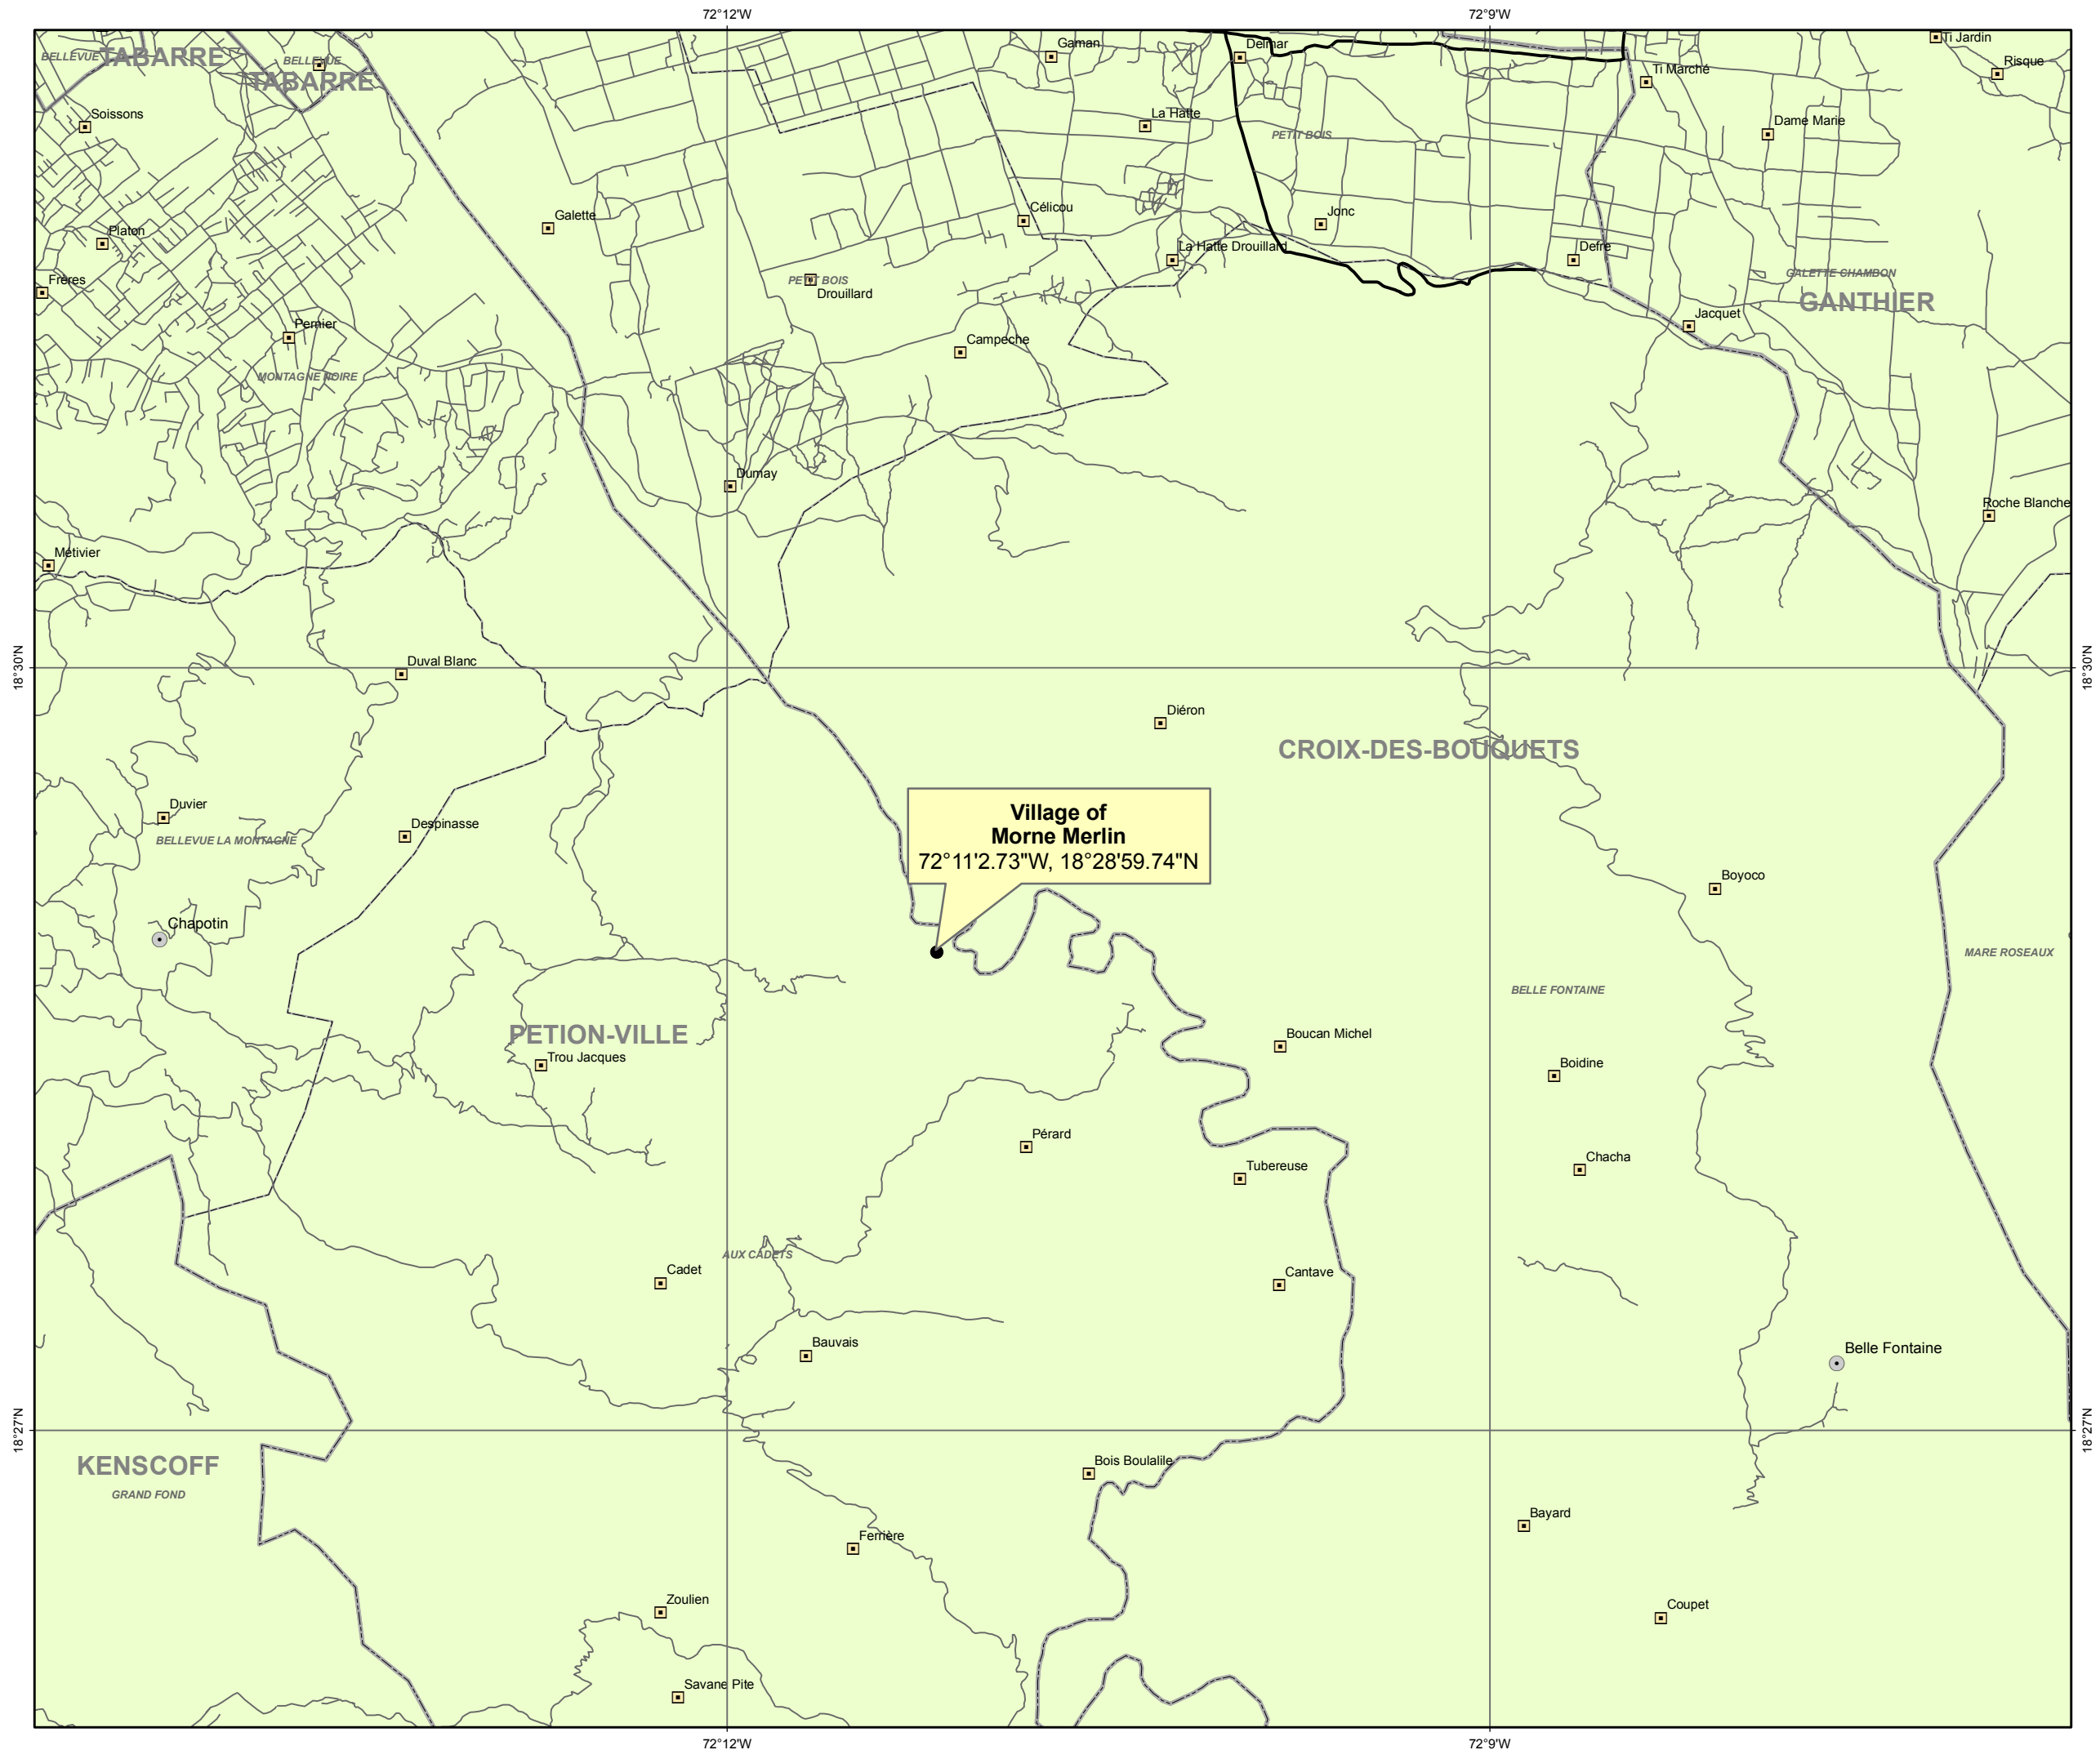 72°12'W
72°9'W
BELLEVUE
TABARRE
BELLEVUE
TABARRE
Gaman
Delmar
Ti Jardin
Risque
Ti Marché
Soissons
La Hatte
PETIT BOIS
Dame Marie
Platon
Galette
Célicou
Jonc
La Hatte Drouillard
Defre
Frères
PETIT BOIS
Drouillard
GALETTE CHAMBON
GANTHIER
Pernier
Jacquet
Campeche
MONTAGNE NOIRE
Dumay
Roche Blanche
Metivier
18°30'N
18°30'N
Duval Blanc
Diéron
CROIX-DES-BOUQUETS
Duvier
Despinasse
BELLEVUE LA MONTAGNE
Village of
Morne Merlin
72°11'2.73"W, 18°28'59.74"N
Boyoco
Chapotin
MARE ROSEAUX
BELLE FONTAINE
PETION-VILLE
Trou Jacques
Boucan Michel
Boidine
Pérard
Tubereuse
Chacha
AUX CADETS
Cadet
Cantave
Bauvais
Belle Fontaine
18°27'N
18°27'N
KENSCOFF
GRAND FOND
Bois Boulalile
Bayard
Ferrière
Zoulien
Coupet
Savane Pite
72°12'W
72°9'W